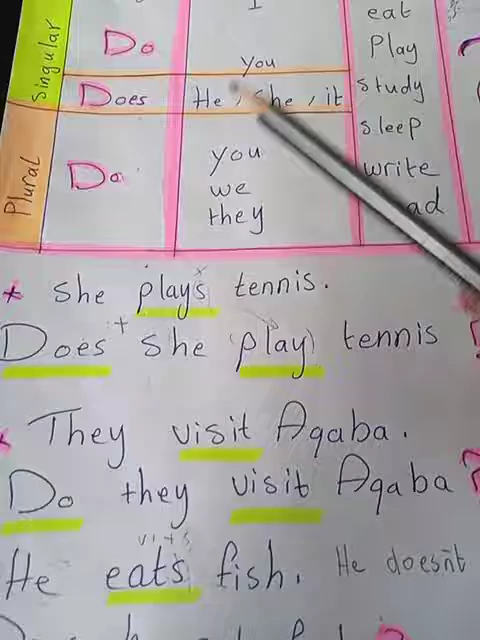 Singular
I
eat
Do
Play
you
Does
He, She, it
study
sleep
Plural
Do
you
write
we
they
* She plays tennis.
Does + she (play) tennis ?
* They visit Aqaba.
Do they visit Aqaba ?
He eats fish. He doesn't